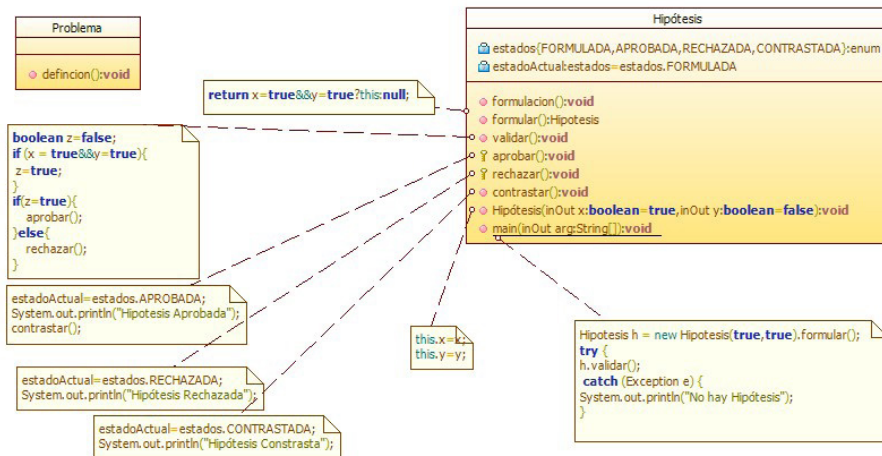 Problema
defincion():void
Hipótesis
estados{FORMULADA,APROBADA,RECHAZADA,CONTRASTADA}:enum
estadoActual:estados=estados.FORMULADA
formulacion():void
formular():Hipotesis
validar():void
aprobar():void
rechazar():void
contrastar():void
Hipótesis(inOut x:boolean=true,inOut y:boolean=false):void
main(inOut arg:String[]):void
return x=true&&y=true?this:null;
boolean z=false;
if (x = true&&y=true){
z=true;
}
if(z=true){
aprobar();
}else{
rechazar();
}
estadoActual=estados.APROBADA;
System.out.println("Hipotesis Aprobada");
contrastar();
estadoActual=estados.RECHAZADA;
System.out.println("Hipótesis Rechazada");
estadoActual=estados.CONTRASTADA;
System.out.println("Hipótesis Constrasta");
this.x=x;
this.y=y;
Hipotesis h = new Hipotesis(true,true).formular();
try {
h.validar();
catch (Exception e) {
System.out.println("No hay Hipótesis");
}